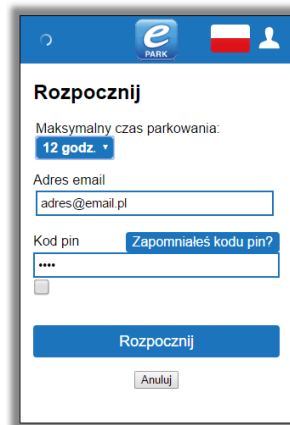 e
PARK
Rozpocznij
Maksymalny czas parkowania:
12 godz.
Adres email
adres@email.pl
Kod pin Zapomniałeś kodu pin?
••••
Rozpocznij
Anuluj